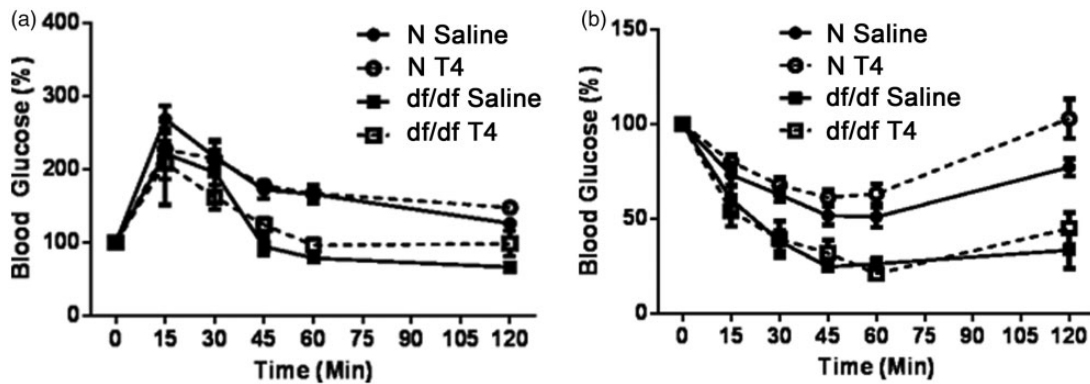 (a)
400
300
200
100
0
Blood Glucose (%)
N Saline
N T4
df/df Saline
df/df T4
0 15 30 45 60 75 90 105 120
Time (Min)
(b)
150
100
50
0
Blood Glucose (%)
N Saline
N T4
df/df Saline
df/df T4
0 15 30 45 60 75 90 105 120
Time (Min)